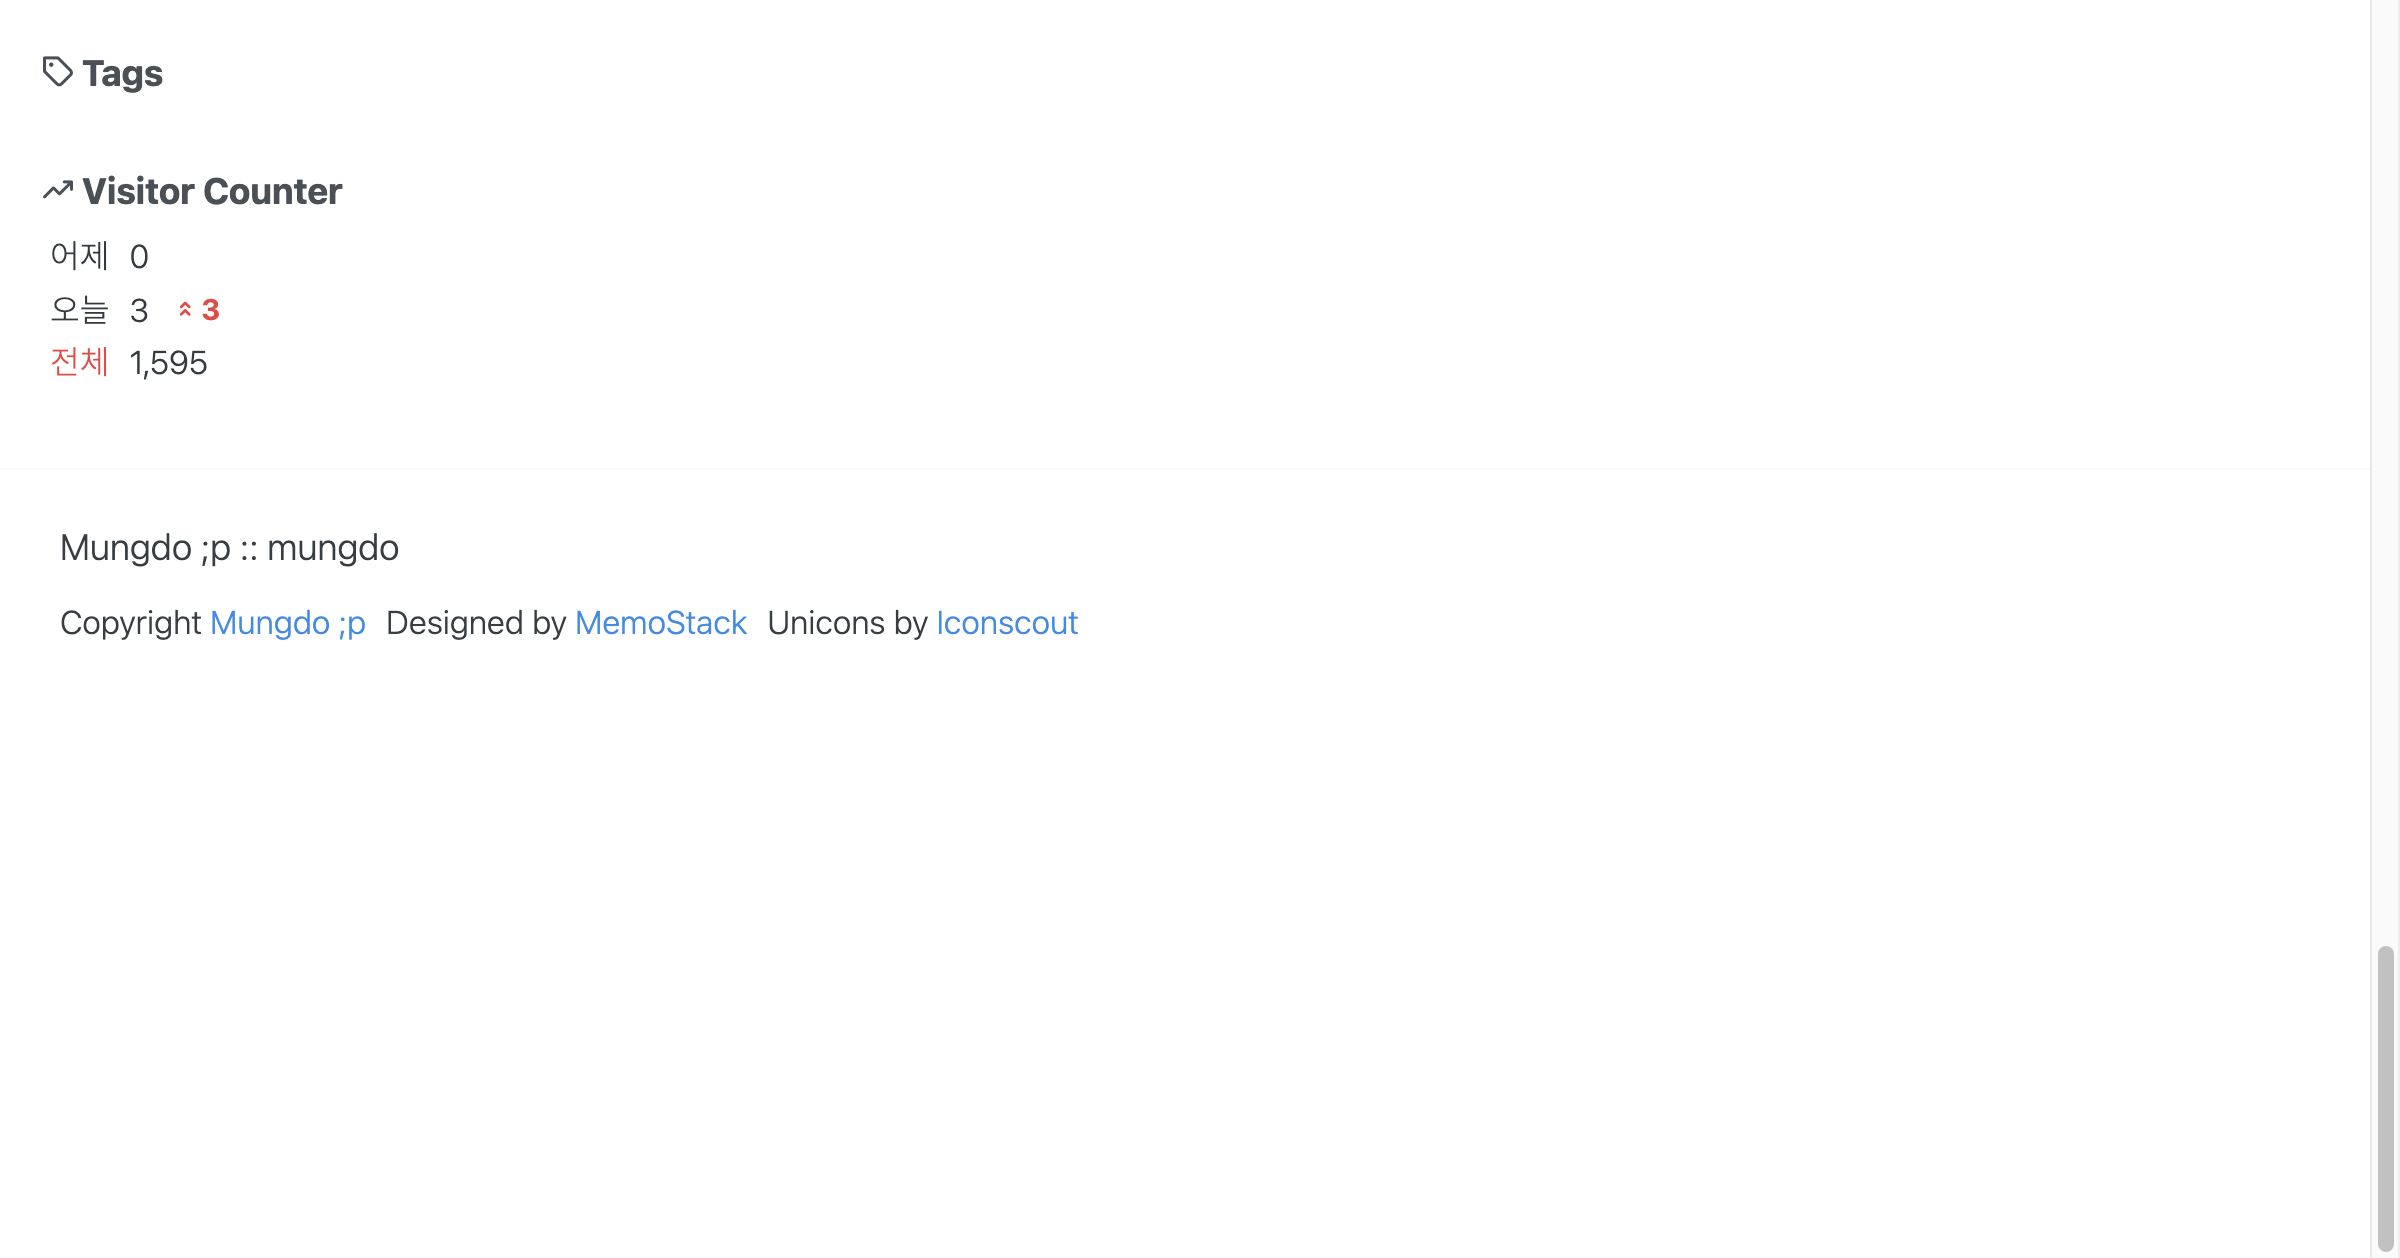 Tags
Visitor Counter
어제 0
오늘 3 3
전체 1,595
Mungdo ;p :: mungdo
Copyright Mungdo ;p Designed by MemoStack Unicons by Iconscout